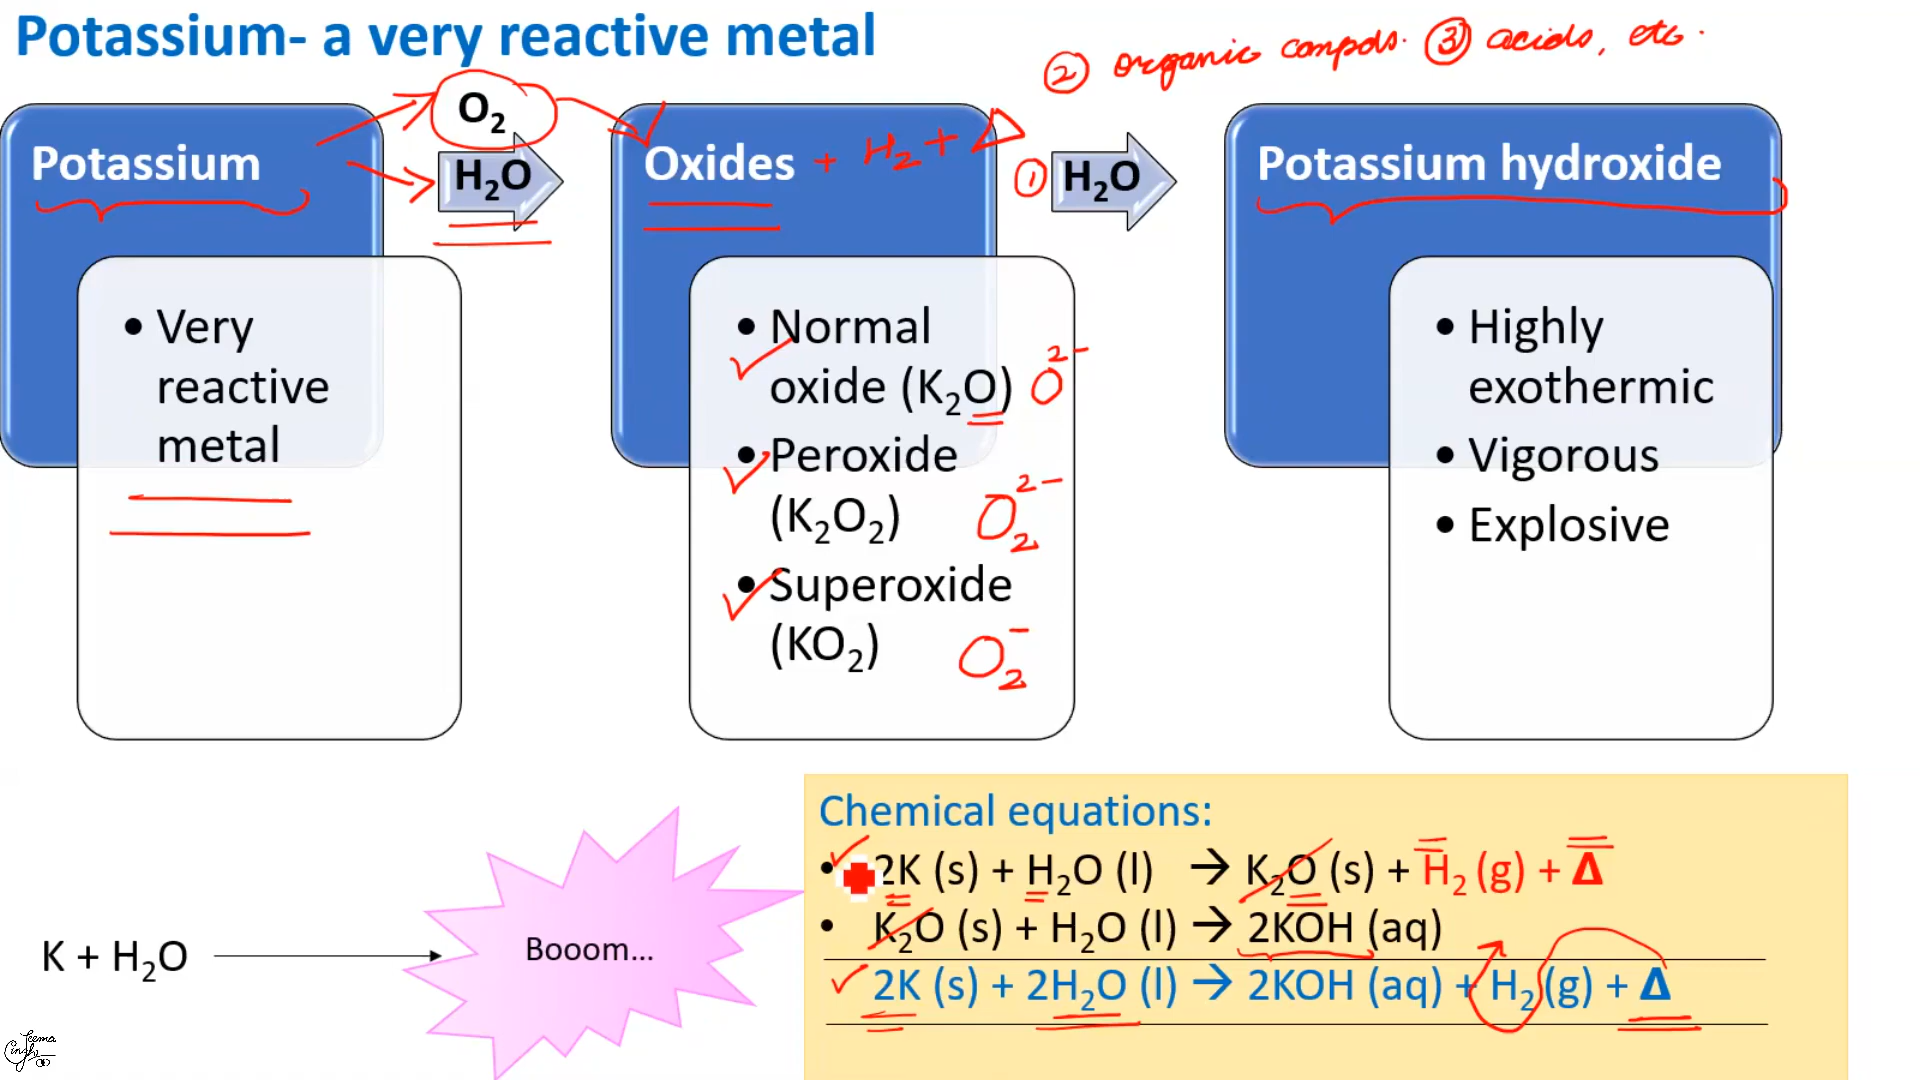 Potassium- a very reactive metal
② organic compds. ③ acids, etc.
Potassium
O₂
H₂O
Oxides + H₂ + △
① H₂O
Potassium hydroxide
• Very
reactive
metal
• Normal
oxide (K₂O) O²⁻
• Peroxide
(K₂O₂) O₂²⁻
• Superoxide
(KO₂) O₂⁻
• Highly
exothermic
• Vigorous
• Explosive
K + H₂O
Booom...
Chemical equations:
• 2K (s) + H₂O (l) → K₂O (s) + H₂ (g) + Δ
• K₂O (s) + H₂O (l) → 2KOH (aq)
2K (s) + 2H₂O (l) → 2KOH (aq) + H₂ (g) + Δ